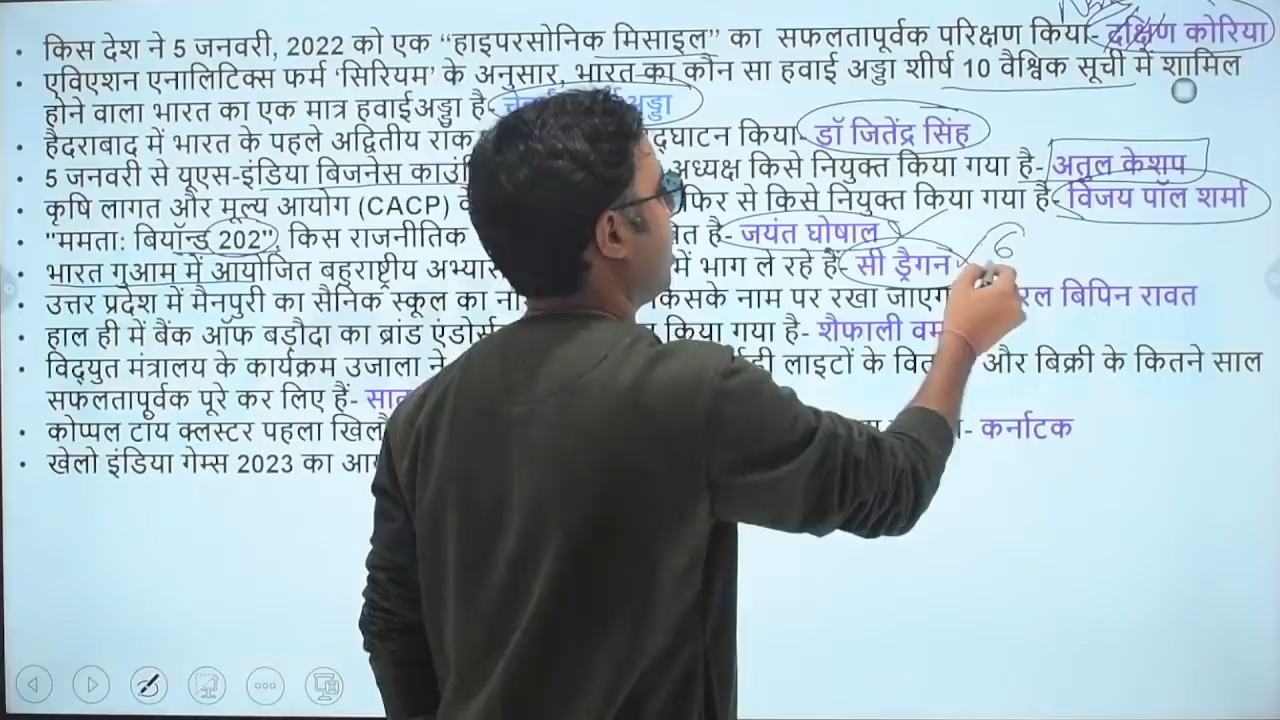 • किस देश ने 5 जनवरी, 2022 को एक “हाइपरसोनिक मिसाइल” का सफलतापूर्वक परिक्षण किया- दक्षिण कोरिया
• एविएशन एनालिटिक्स फर्म ‘सिरियम’ के अनुसार, भारत का कौन सा हवाई अड्डा शीर्ष 10 वैश्विक सूची में शामिल
होने वाला भारत का एक मात्र हवाईअड्डा है- अड्डा
• हैदराबाद में भारत के पहले अद्वितीय रॉक द्घाटन किया- डॉ जितेंद्र सिंह
• 5 जनवरी से यूएस-इंडिया बिजनेस काउं अध्यक्ष किसे नियुक्त किया गया है- अतुल केशप
• कृषि लागत और मूल्य आयोग (CACP) फिर से किसे नियुक्त किया गया है- विजय पॉल शर्मा
• "ममता: बियॉन्ड 202", किस राजनीतिक है- जयंत घोषाल
• भारत गुआम में आयोजित बहुराष्ट्रीय अभ्यास में भाग ले रहे हैं- सी ड्रैगन 6
• उत्तर प्रदेश में मैनपुरी का सैनिक स्कूल का किसके नाम पर रखा जाएग रल बिपिन रावत
• हाल ही में बैंक ऑफ बड़ौदा का ब्रांड एंडोर्स किया गया है- शैफाली वर्म
• विद्युत मंत्रालय के कार्यक्रम उजाला ने लाइटों के वित और बिक्री के कितने साल
सफलतापूर्वक पूरे कर लिए हैं- सात
• कोप्पल टॉय क्लस्टर पहला खिलौ - कर्नाटक
• खेलो इंडिया गेम्स 2023 का आय